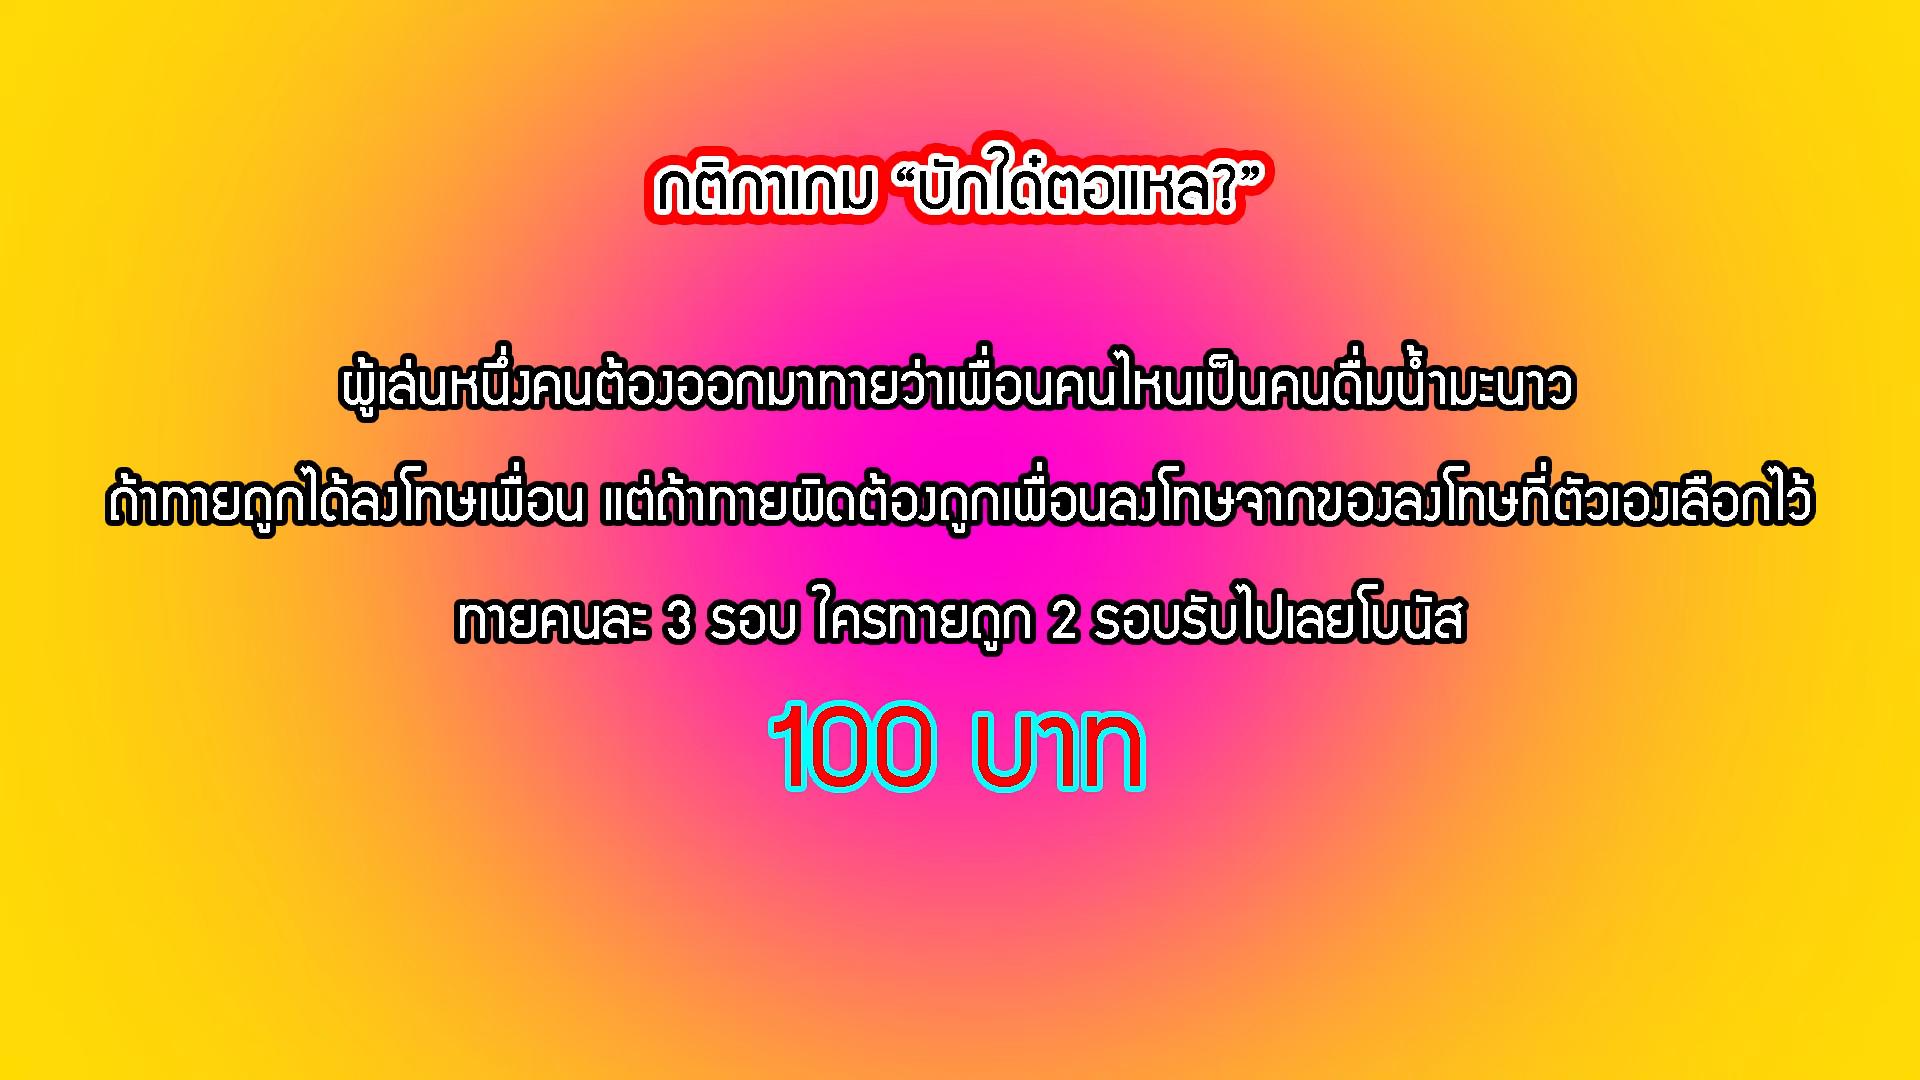 กติกาเกม “บักใด๋ตอแหล?”
ผู้เล่นหนึ่งคนต้องออกมาทายว่าเพื่อนคนไหนเป็นคนดื่มน้ำมะนาว
ถ้าทายถูกได้ลงโทษเพื่อน แต่ถ้าทายผิดต้องถูกเพื่อนลงโทษจากของลงโทษที่ตัวเองเลือกไว้
ทายคนละ 3 รอบ ใครทายถูก 2 รอบรับไปเลยโบนัส
100 บาท